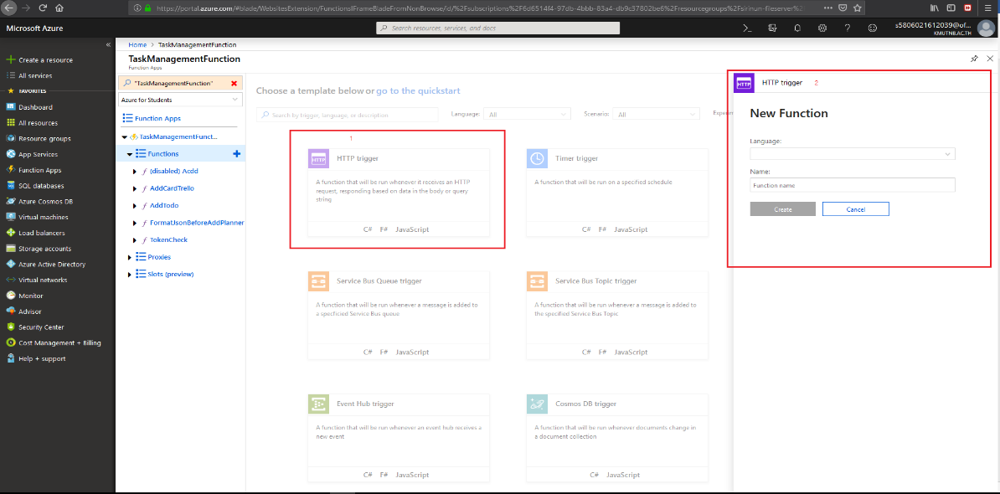 https://portal.azure.com/#blade/WebsitesExtension/FunctionsIFrameBladeFromNonBrowse/id/%2Fsubscriptions%2F6d6514f4-97db-4bbb-83a4-db9c37802be6%2Fresourcegroups%2Fsirinun-fileserver%2
Microsoft Azure
Search resources, services, and docs
s5806021612039@of...
KMUTNB.AC.TH
Create a resource
All services
FAVORITES
Dashboard
All resources
Resource groups
App Services
Function Apps
SQL databases
Azure Cosmos DB
Virtual machines
Load balancers
Storage accounts
Azure Active Directory
Virtual networks
Monitor
Advisor
Security Center
Cost Management + Billing
Help + support
Home > TaskManagementFunction
TaskManagementFunction
Function Apps
"TaskManagementFunction"
Azure for Students
Function Apps
TaskManagementFunct...
Functions
(disabled) Acdd
AddCardTrello
AddTodo
FormatJsonBeforeAddPlanner
TokenCheck
Proxies
Slots (preview)
Choose a template below or go to the quickstart
Search by trigger, language, or description
Language: All
Scenario: All
1
HTTP trigger
A function that will be run whenever it receives an HTTP
request, responding based on data in the body or query
string
C# F# JavaScript
Timer trigger
A function that will be run on a specified schedule
C# F# JavaScript
Service Bus Queue trigger
A function that will be run whenever a message is added to
a specficied Service Bus queue
C# F# JavaScript
Service Bus Topic trigger
A function that will be run whenever a message is added to
the specified Service Bus Topic
C# F# JavaScript
Event Hub trigger
A function that will be run whenever an event hub receives a
new event
C# F# JavaScript
Cosmos DB trigger
A function that will be run whenever documents change in
a document collection
C# JavaScript
HTTP
HTTP trigger 2
New Function
Language:
Name:
Function name
Create Cancel